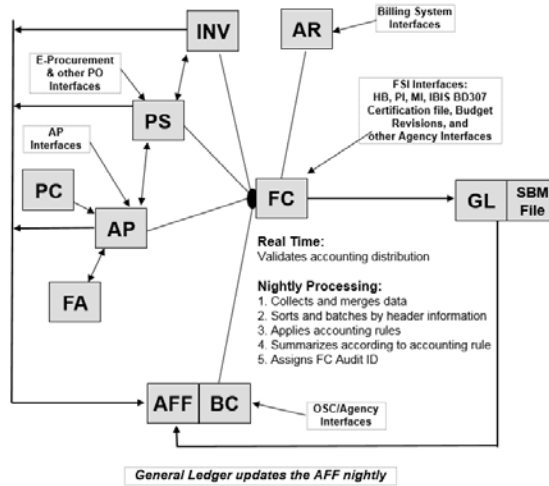 INV
AR
Billing System
Interfaces
E-Procurement
& other PO
Interfaces
PS
FSI Interfaces:
HB, PI, MI, IBIS BD307
Certification file, Budget
Revisions, and
other Agency Interfaces
AP
Interfaces
PC
AP
FC
GL
SBM
File
FA
Real Time:
Validates accounting distribution
Nightly Processing:
1. Collects and merges data
2. Sorts and batches by header information
3. Applies accounting rules
4. Summarizes according to accounting rule
5. Assigns FC Audit ID
AFF
BC
OSC/Agency
Interfaces
General Ledger updates the AFF nightly